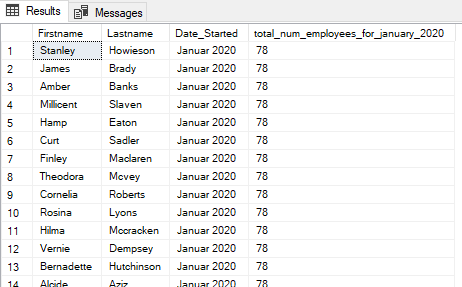 Results Messages
Firstname Lastname Date_Started total_num_employees_for_january_2020
1 Stanley Howieson Januar 2020 78
2 James Brady Januar 2020 78
3 Amber Banks Januar 2020 78
4 Millicent Slaven Januar 2020 78
5 Hamp Eaton Januar 2020 78
6 Curt Sadler Januar 2020 78
7 Finley Maclaren Januar 2020 78
8 Theodora Mcvey Januar 2020 78
9 Cornelia Roberts Januar 2020 78
10 Rosina Lyons Januar 2020 78
11 Hilma Mccracken Januar 2020 78
12 Vernie Dempsey Januar 2020 78
13 Bernadette Hutchinson Januar 2020 78
14 Alcide Aziz Januar 2020 78